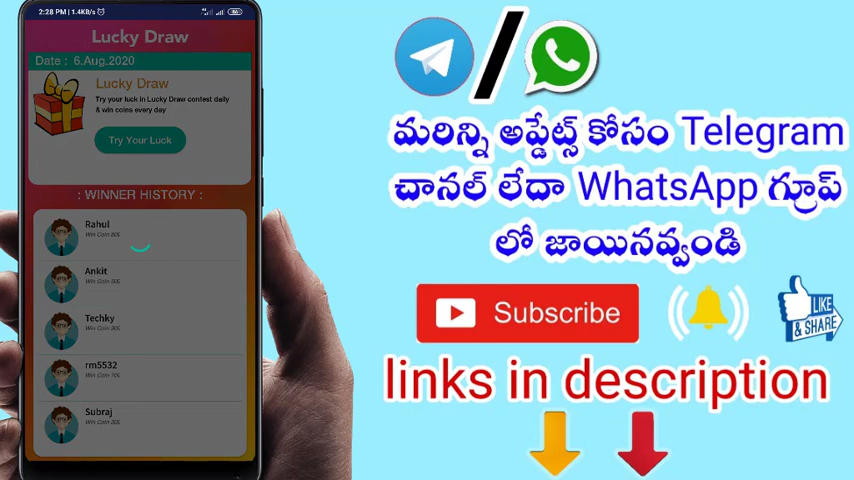 2:28 PM | 1.4KB/s
Lucky Draw
Date : 6.Aug.2020
Lucky Draw
Try your luck in Lucky Draw contest daily
& win coins every day
Try Your Luck
: WINNER HISTORY :
Rahul
Ankit
Techky
rm5532
Subraj
మరిన్ని అప్డేట్స్ కోసం Telegram
చానల్ లేదా WhatsApp గ్రూప్
లో జాయినవ్వండి
Subscribe
LIKE
& SHARE
links in description